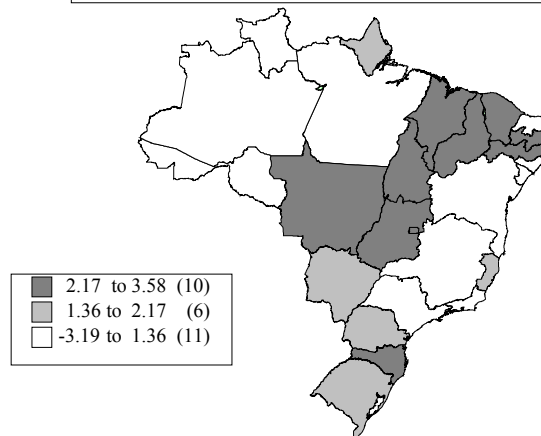 2.17 to 3.58 (10)
1.36 to 2.17 (6)
-3.19 to 1.36 (11)